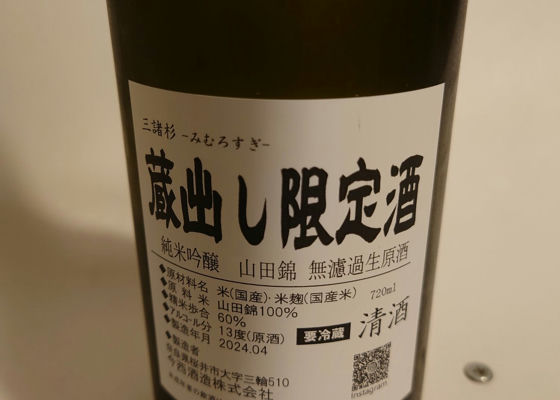 三諸杉 -みむろすぎ-
蔵出し限定酒
純米吟醸 山田錦 無濾過生原酒
◆原材料名 米(国産)・米麹(国産米) 720ml
◆原料米 山田錦100%
◆精米歩合 60%
◆アルコール分 13度(原酒) 要冷蔵 清酒
◆製造年月 2024.04
◆製造者
奈良県桜井市大字三輪510
今西酒造株式会社
Instagram